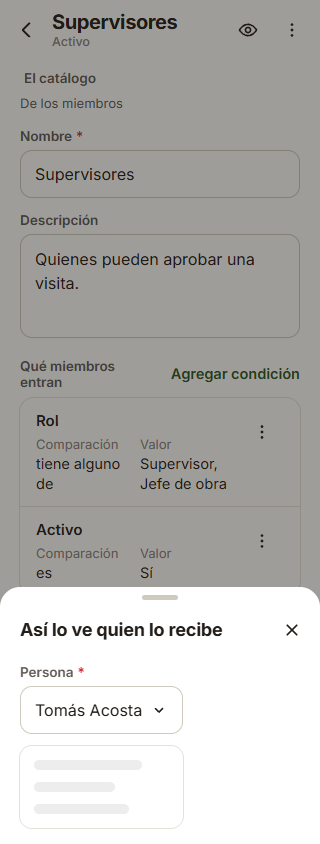 Supervisores
Activo
El catálogo
De los miembros
Nombre *
Supervisores
Descripción
Quienes pueden aprobar una
visita.
Qué miembros
entran
Agregar condición
Rol
Comparación Valor
tiene alguno Supervisor,
de Jefe de obra
Activo
Comparación Valor
es Sí
Así lo ve quien lo recibe
Persona *
Tomás Acosta